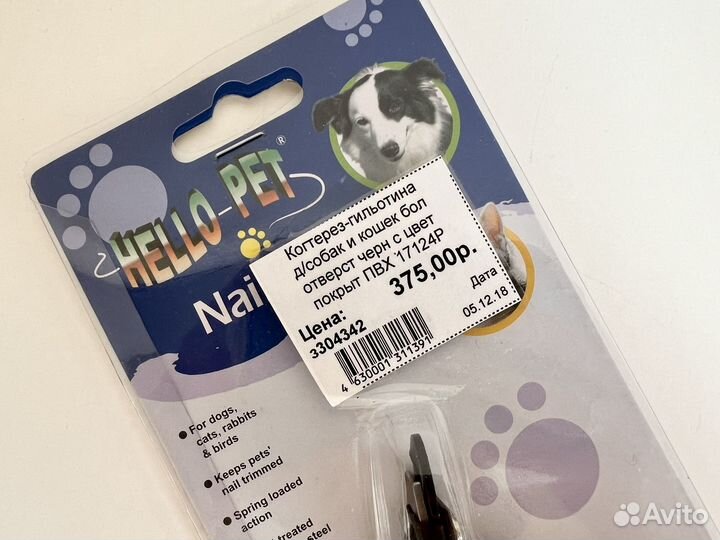 HELLO PET®
Nai
Когтерез-гильотина
д/собак и кошек бол
отверст черн с цвет
покрыт ПВХ `17124Р
Цена:
375,00р.
3304342
Дата
05.12.18
4 630001 311391
• For dogs,
cats, rabbits
& birds
• Keeps pets'
nail trimmed
• Spring loaded
action
treated
steel
Avito